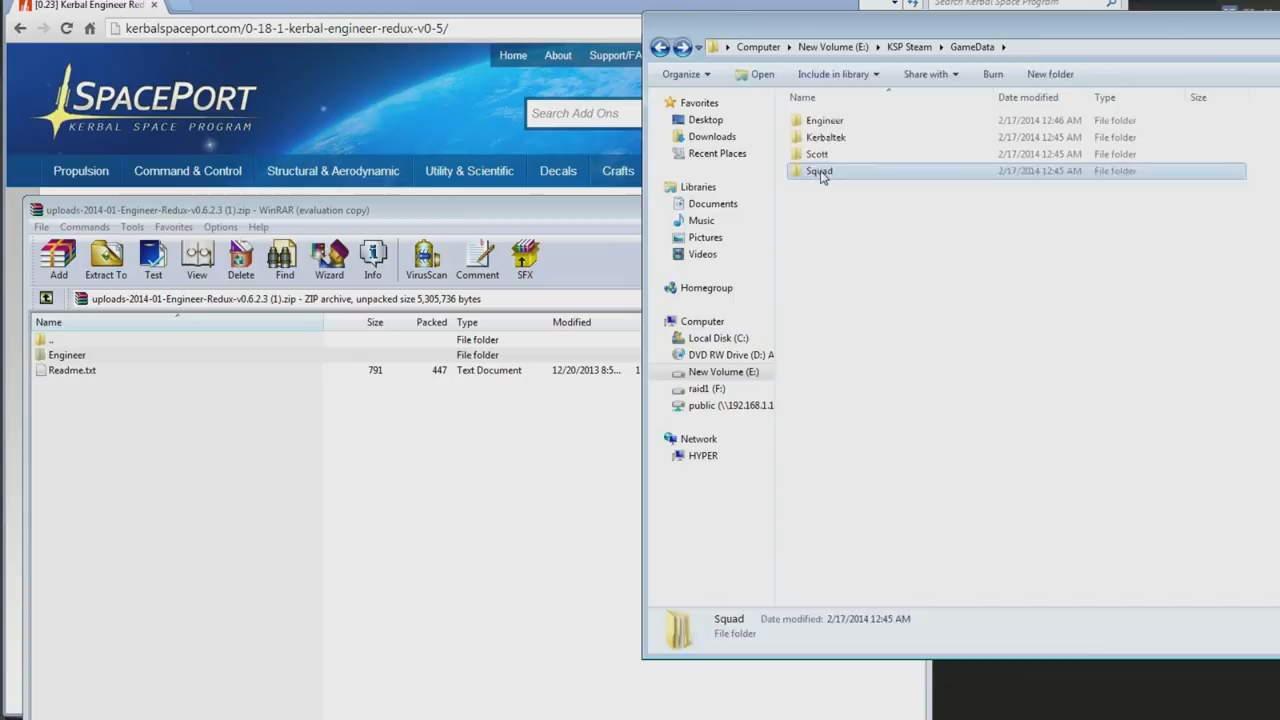 [0.23] Kerbal Engineer Red
kerbalspaceport.com/0-18-1-kerbal-engineer-redux-v0-5/
Home About Support/FA
SPACEPORT
KERBAL SPACE PROGRAM
Search Add Ons
Propulsion Command & Control Structural & Aerodynamic Utility & Scientific Decals Crafts
uploads-2014-01-Engineer-Redux-v0.6.2.3 (1).zip - WinRAR (evaluation copy)
File Commands Tools Favorites Options Help
Add Extract To Test View Delete Find Wizard Info VirusScan Comment SFX
uploads-2014-01-Engineer-Redux-v0.6.2.3 (1).zip - ZIP archive, unpacked size 5,305,736 bytes
Name Size Packed Type Modified
.. File folder
Engineer File folder
Readme.txt 791 447 Text Document 12/20/2013 8:5... 1
Search Kerbal Space Program
Computer New Volume (E:) KSP Steam GameData
Organize Open Include in library Share with Burn New folder
Favorites
Desktop
Downloads
Recent Places
Libraries
Documents
Music
Pictures
Videos
Homegroup
Computer
Local Disk (C:)
DVD RW Drive (D:) A
New Volume (E:)
raid1 (F:)
public (\\192.168.1.1
Network
HYPER
Name Date modified Type Size
Engineer 2/17/2014 12:46 AM File folder
Kerbaltek 2/17/2014 12:45 AM File folder
Scott 2/17/2014 12:45 AM File folder
Squad 2/17/2014 12:45 AM File folder
Squad Date modified: 2/17/2014 12:45 AM
File folder